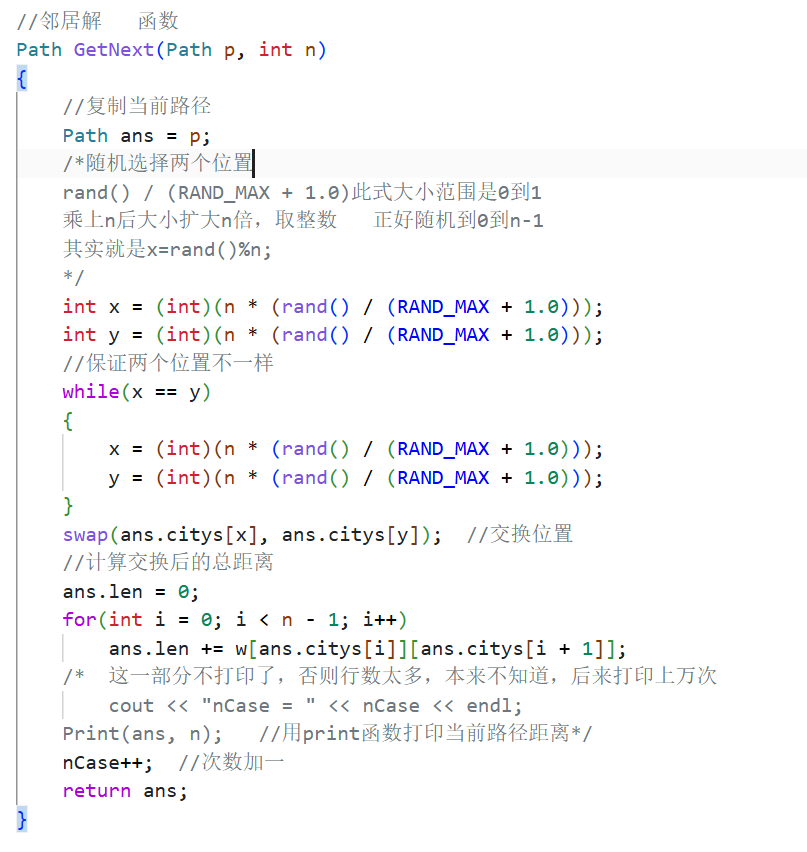 //邻居解   函数
Path GetNext(Path p, int n)
{
    //复制当前路径
    Path ans = p;
    /*随机选择两个位置
    rand() / (RAND_MAX + 1.0)此式大小范围是0到1
    乘上n后大小扩大n倍，取整数   正好随机到0到n-1
    其实就是x=rand()%n;
    */
    int x = (int)(n * (rand() / (RAND_MAX + 1.0)));
    int y = (int)(n * (rand() / (RAND_MAX + 1.0)));
    //保证两个位置不一样
    while(x == y)
    {
        x = (int)(n * (rand() / (RAND_MAX + 1.0)));
        y = (int)(n * (rand() / (RAND_MAX + 1.0)));
    }
    swap(ans.citys[x], ans.citys[y]);  //交换位置
    //计算交换后的总距离
    ans.len = 0;
    for(int i = 0; i < n - 1; i++)
        ans.len += w[ans.citys[i]][ans.citys[i + 1]];
    /*  这一部分不打印了，否则行数太多，本来不知道，后来打印上万次
        cout << "nCase = " << nCase << endl;
    Print(ans, n);   //用print函数打印当前路径距离*/
    nCase++;  //次数加一
    return ans;
}